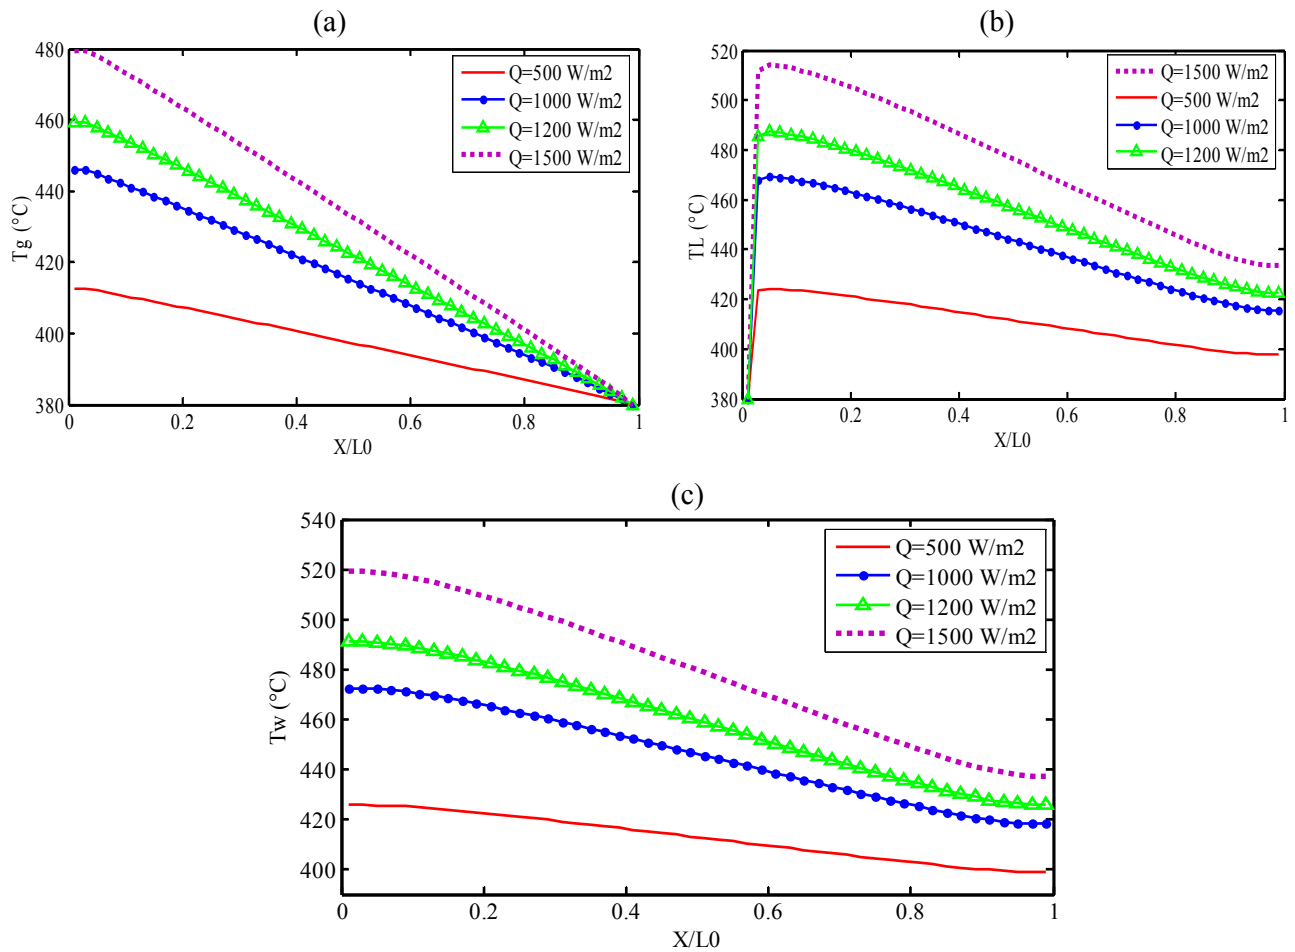 (a)
480
460
440
420
400
380
Tg (°C)
0
0.2
0.4
0.6
0.8
1
X/L0
Q=500 W/m2
Q=1000 W/m2
Q=1200 W/m2
Q=1500 W/m2
(b)
520
500
480
460
440
420
400
380
TL (°C)
0
0.2
0.4
0.6
0.8
1
X/L0
Q=1500 W/m2
Q=500 W/m2
Q=1000 W/m2
Q=1200 W/m2
(c)
540
520
500
480
460
440
420
400
Tw (°C)
0
0.2
0.4
0.6
0.8
1
X/L0
Q=500 W/m2
Q=1000 W/m2
Q=1200 W/m2
Q=1500 W/m2